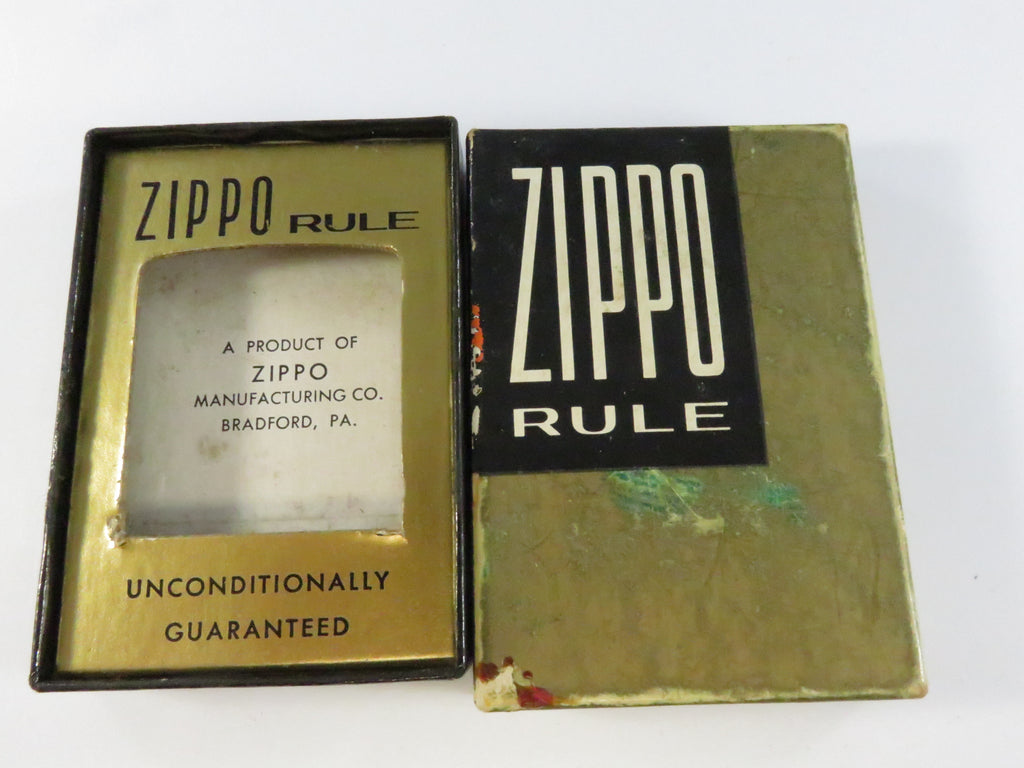 ZIPPO RULE
A PRODUCT OF
ZIPPO
MANUFACTURING CO.
BRADFORD, PA.
UNCONDITIONALLY
GUARANTEED
ZIPPO
RULE